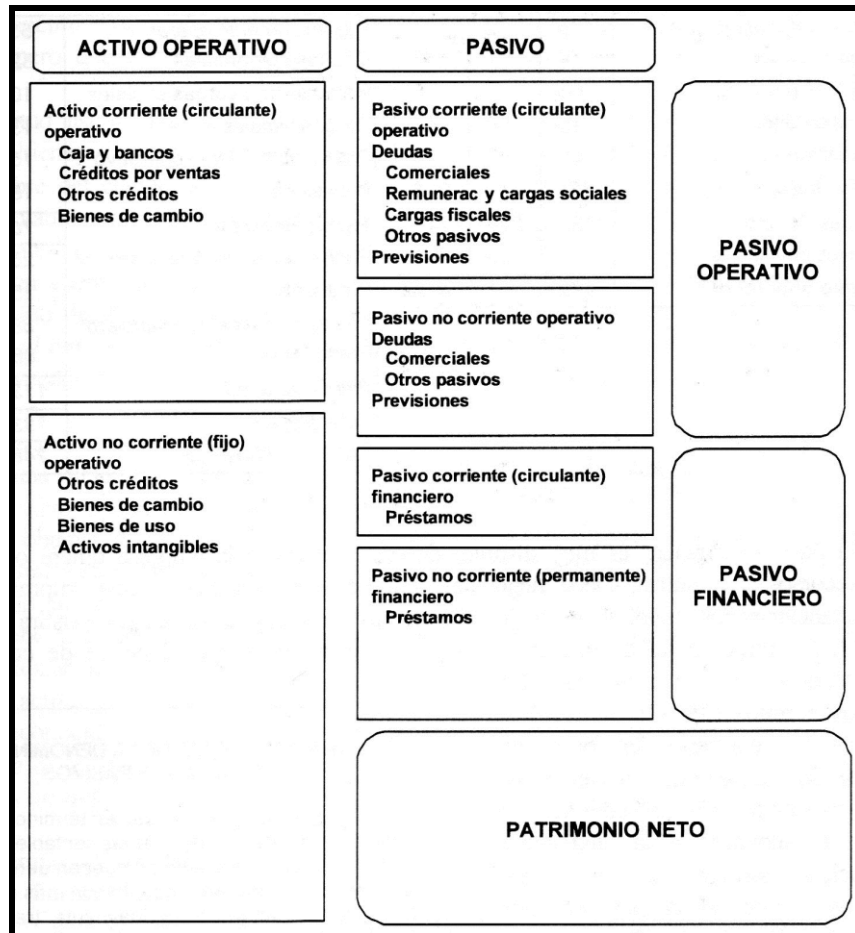 ACTIVO OPERATIVO
Activo corriente (circulante)
operativo
Caja y bancos
Créditos por ventas
Otros créditos
Bienes de cambio
Activo no corriente (fijo)
operativo
Otros créditos
Bienes de cambio
Bienes de uso
Activos intangibles
PASIVO
Pasivo corriente (circulante)
operativo
Deudas
Comerciales
Remunerac y cargas sociales
Cargas fiscales
Otros pasivos
Previsiones
Pasivo no corriente operativo
Deudas
Comerciales
Otros pasivos
Previsiones
PASIVO
OPERATIVO
Pasivo corriente (circulante)
financiero
Préstamos
Pasivo no corriente (permanente)
financiero
Préstamos
PASIVO
FINANCIERO
PATRIMONIO NETO